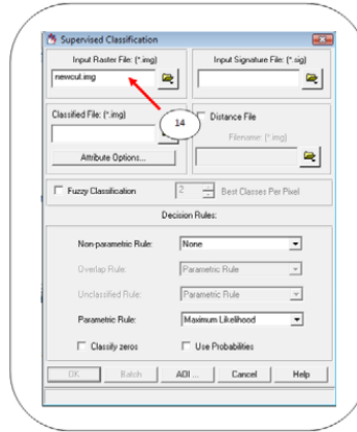 Supervised Classification
Input Raster File: (*.img)
Input Signature File: (*.sig)
newcut.img
Classified File: (*.img)
14
Distance File
Filename: (*.img)
Attribute Options...
Fuzzy Classification
2
Best Classes Per Pixel
Decision Rules:
Non-parametric Rule:
None
Overlap Rule:
Parametric Rule
Unclassified Rule:
Parametric Rule
Parametric Rule:
Maximum Likelihood
Classify zeros
Use Probabilities
OK
Batch
AOI ...
Cancel
Help